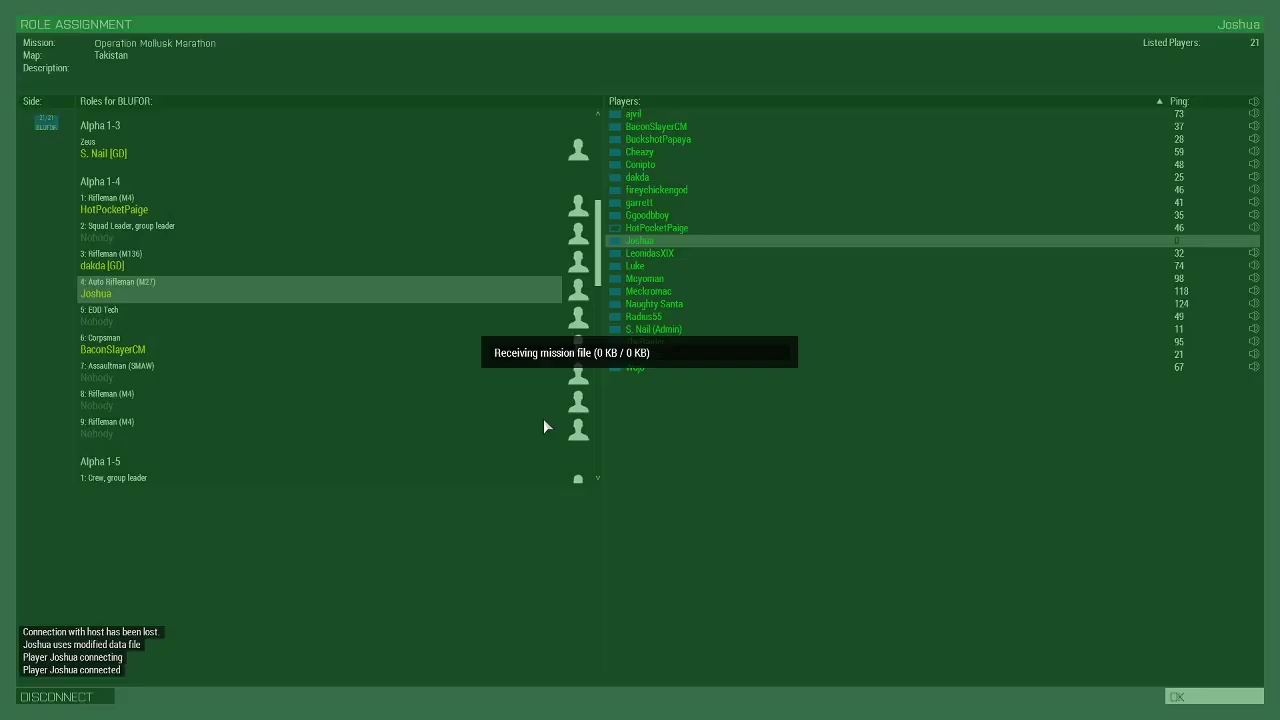 ROLE ASSIGNMENT
Joshua
Mission: Operation Mollusk Marathon
Listed Players: 21
Map: Takistan
Description:
Side:
Roles for BLUFOR:
21/21
BLUFOR
Alpha 1-3
Zeus
S. Nail [GD]
Alpha 1-4
1: Rifleman (M4)
HotPocketPaige
2: Squad Leader, group leader
Nobody
3: Rifleman (M136)
dakda [GD]
4: Auto Rifleman (M27)
Joshua
5: EOD Tech
Nobody
6: Corpsman
BaconSlayerCM
7: Assaultman (SMAW)
Nobody
8: Rifleman (M4)
Nobody
9: Rifleman (M4)
Nobody
Alpha 1-5
1: Crew, group leader
Players: Ping:
ajvil 73
BaconSlayerCM 37
BuckshotPapaya 28
Cheazy 59
Conipto 48
dakda 25
fireychickengod 46
garrett 41
Ggoodbboy 35
HotPocketPaige 46
Joshua 0
LeonidasXIX 32
Luke 74
Mcyoman 98
Meckromac 118
Naughty Santa 124
Radius55 49
S. Nail (Admin) 11
95
21
67
Receiving mission file (0 KB / 0 KB)
Connection with host has been lost.
Joshua uses modified data file
Player Joshua connecting
Player Joshua connected
DISCONNECT
OK